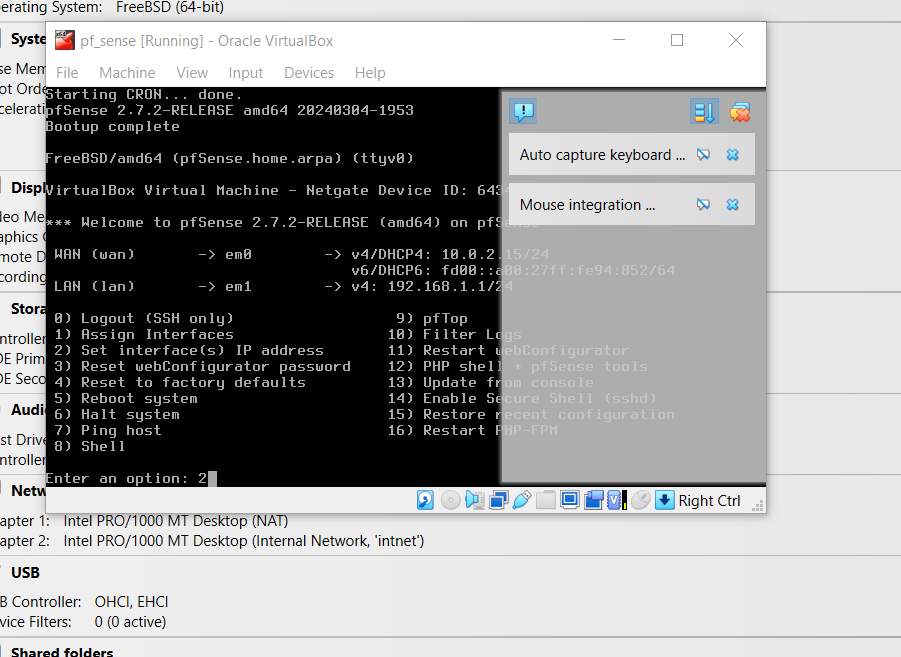 erating System: FreeBSD (64-bit)
Syste
se Mem
ot Orde
celerati
Displ
deo Me
aphics C
mote D
cording
Stora
ntroller
DE Prim
DE Seco
Audi
st Drive
ntroller
Netw
apter 1: Intel PRO/1000 MT Desktop (NAT)
apter 2: Intel PRO/1000 MT Desktop (Internal Network, 'intnet')
USB
B Controller: OHCI, EHCI
vice Filters: 0 (0 active)
Shared folders
pf_sense [Running] - Oracle VirtualBox
File Machine View Input Devices Help
Starting CRON... done.
pfSense 2.7.2-RELEASE amd64 20240304-1953
Bootup complete
FreeBSD/amd64 (pfSense.home.arpa) (ttyv0)
VirtualBox Virtual Machine - Netgate Device ID: 643
*** Welcome to pfSense 2.7.2-RELEASE (amd64) on pfSense
WAN (wan) -> em0 -> v4/DHCP4: 10.0.2.15/24
v6/DHCP6: fd00::a00:27ff:fe94:852/64
LAN (lan) -> em1 -> v4: 192.168.1.1/24
0) Logout (SSH only) 9) pfTop
1) Assign Interfaces 10) Filter Logs
2) Set interface(s) IP address 11) Restart webConfigurator
3) Reset webConfigurator password 12) PHP shell + pfSense tools
4) Reset to factory defaults 13) Update from console
5) Reboot system 14) Enable Secure Shell (sshd)
6) Halt system 15) Restore recent configuration
7) Ping host 16) Restart PHP-FPM
8) Shell
Enter an option: 2
Auto capture keyboard ...
Mouse integration ...
Right Ctrl